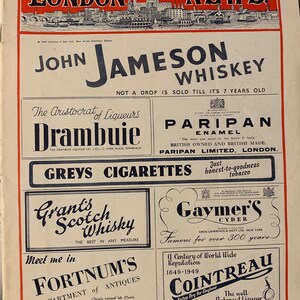 LONDON NEWS
JOHN JAMESON
WHISKEY
NOT A DROP IS SOLD TILL IT'S 7 YEARS OLD
The Aristocrat
of Liqueurs
Drambuie
PARIPAN
ENAMEL
BRITISH OWNED AND BRITISH MADE.
PARIPAN LIMITED, LONDON.
GREYS CIGARETTES
Just
honest-to-goodness
tobacco
Grant's
Scotch
Whisky
THE BEST IN ANY MEASURE
Gaymer's
CYDER
Famous for over 300 years
Meet me in
FORTNUM'S
DEPARTMENT of ANTIQUES
A Century of World Wide
Reputation
1849-1949
COINTREAU
The well-